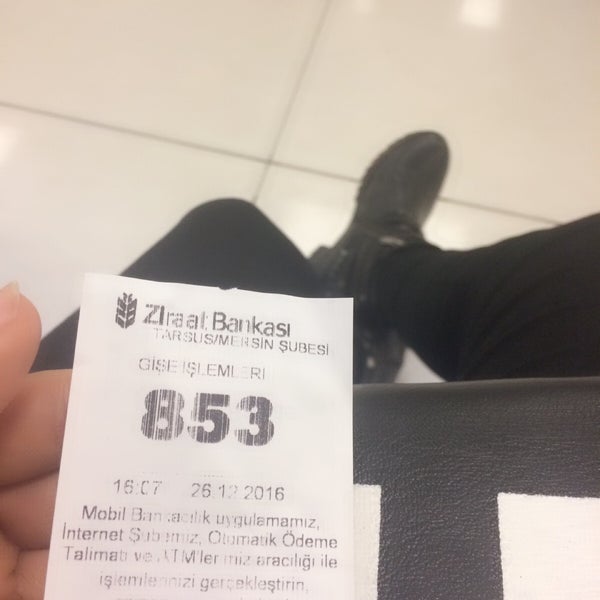 Ziraat Bankası
TARSUS/MERSİN ŞUBESİ
GİŞE İŞLEMLERİ
853
16:07 26.12.2016
Mobil Bankacılık uygulamamız,
İnternet Şubemiz, Otomatik Ödeme
Talimatı ve ATM'lerimiz aracılığı ile
işlemlerinizi gerçekleştirin,